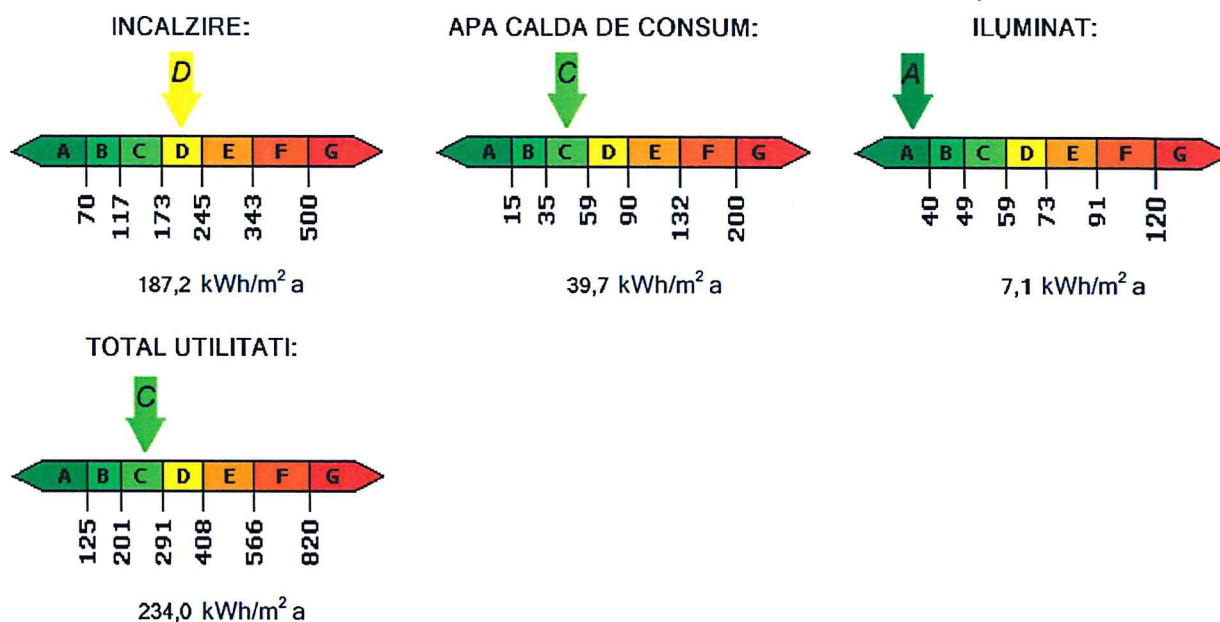 INCALZIRE:
D
A B C D E F G
70 117 173 245 343 500
187,2 kWh/m² a
APA CALDA DE CONSUM:
C
A B C D E F G
15 35 59 90 132 200
39,7 kWh/m² a
ILUMINAT:
A
A B C D E F G
40 49 59 73 91 120
7,1 kWh/m² a
TOTAL UTILITATI:
C
A B C D E F G
125 201 291 408 566 820
234,0 kWh/m² a